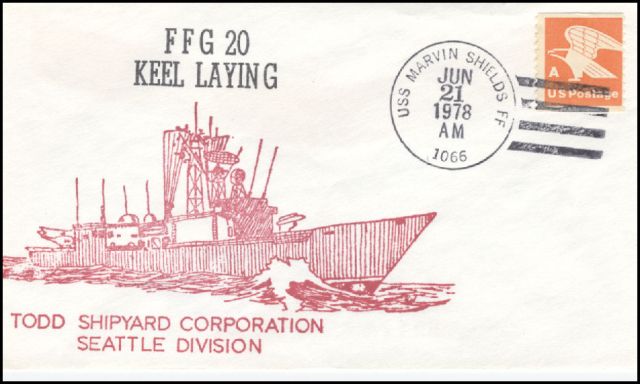 FFG 20
KEEL LAYING
USS MARVIN SHIELDS FF
JUN
21
1978
AM
1066
A
US Postage
TODD SHIPYARD CORPORATION
SEATTLE DIVISION